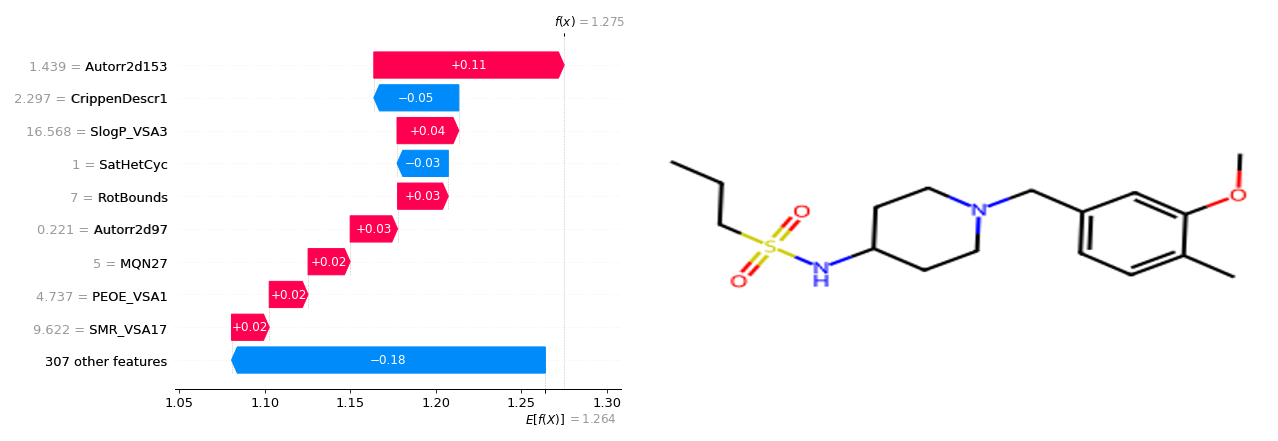 f(x) = 1.275
1.439 = Autorr2d153
+0.11
2.297 = CrippenDescr1
−0.05
16.568 = SlogP_VSA3
+0.04
1 = SatHetCyc
−0.03
7 = RotBounds
+0.03
0.221 = Autorr2d97
+0.03
5 = MQN27
+0.02
4.737 = PEOE_VSA1
+0.02
9.622 = SMR_VSA17
+0.02
307 other features
−0.18
1.05 1.10 1.15 1.20 1.25 1.30
E[f(X)] = 1.264
O
S
O
N
H
N
O